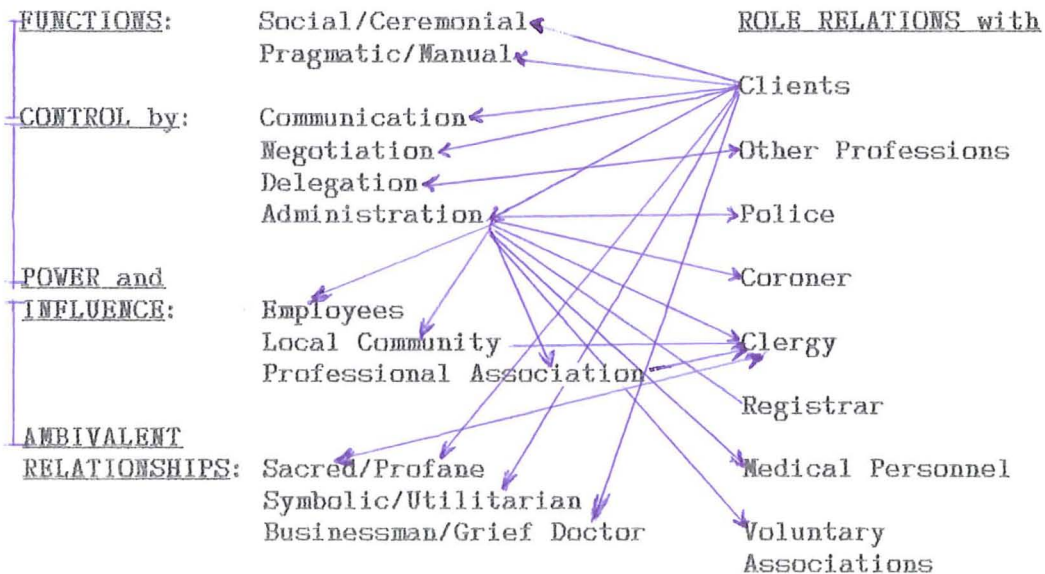 FUNCTIONS: Social/Ceremonial ROLE RELATIONS with
Pragmatic/Manual
Clients
CONTROL by: Communication
Negotiation Other Professions
Delegation
Administration Police
POWER and Coroner
INFLUENCE: Employees
Local Community Clergy
Professional Association
Registrar
AMBIVALENT
RELATIONSHIPS: Sacred/Profane Medical Personnel
Symbolic/Utilitarian
Businessman/Grief Doctor Voluntary
Associations